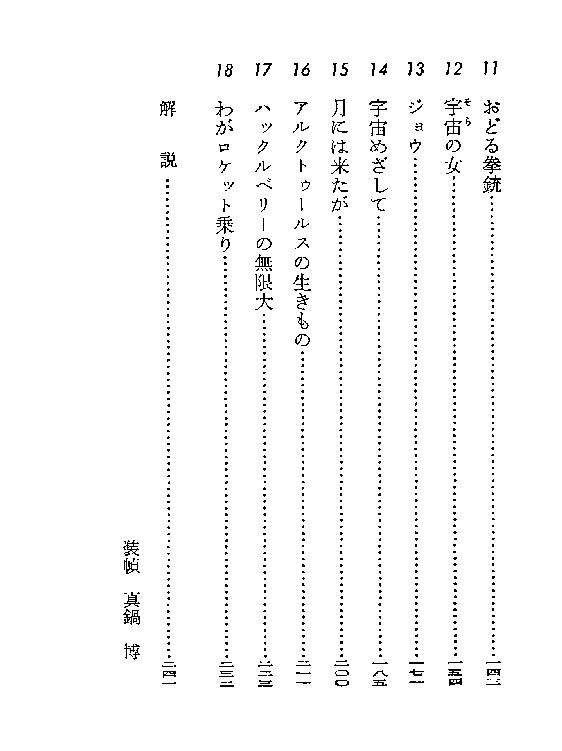 11 おどる拳銃……一四二
12 宇宙の女……一五四
そら
13 ジョウ……一七一
14 宇宙めざして……一八五
15 月には来たが……二〇〇
16 アルクトゥールスの生きもの……二一一
17 ハックルベリーの無限大……二二三
18 わがロケット乗り……二三二
解説……二四一
装幀 真鍋 博